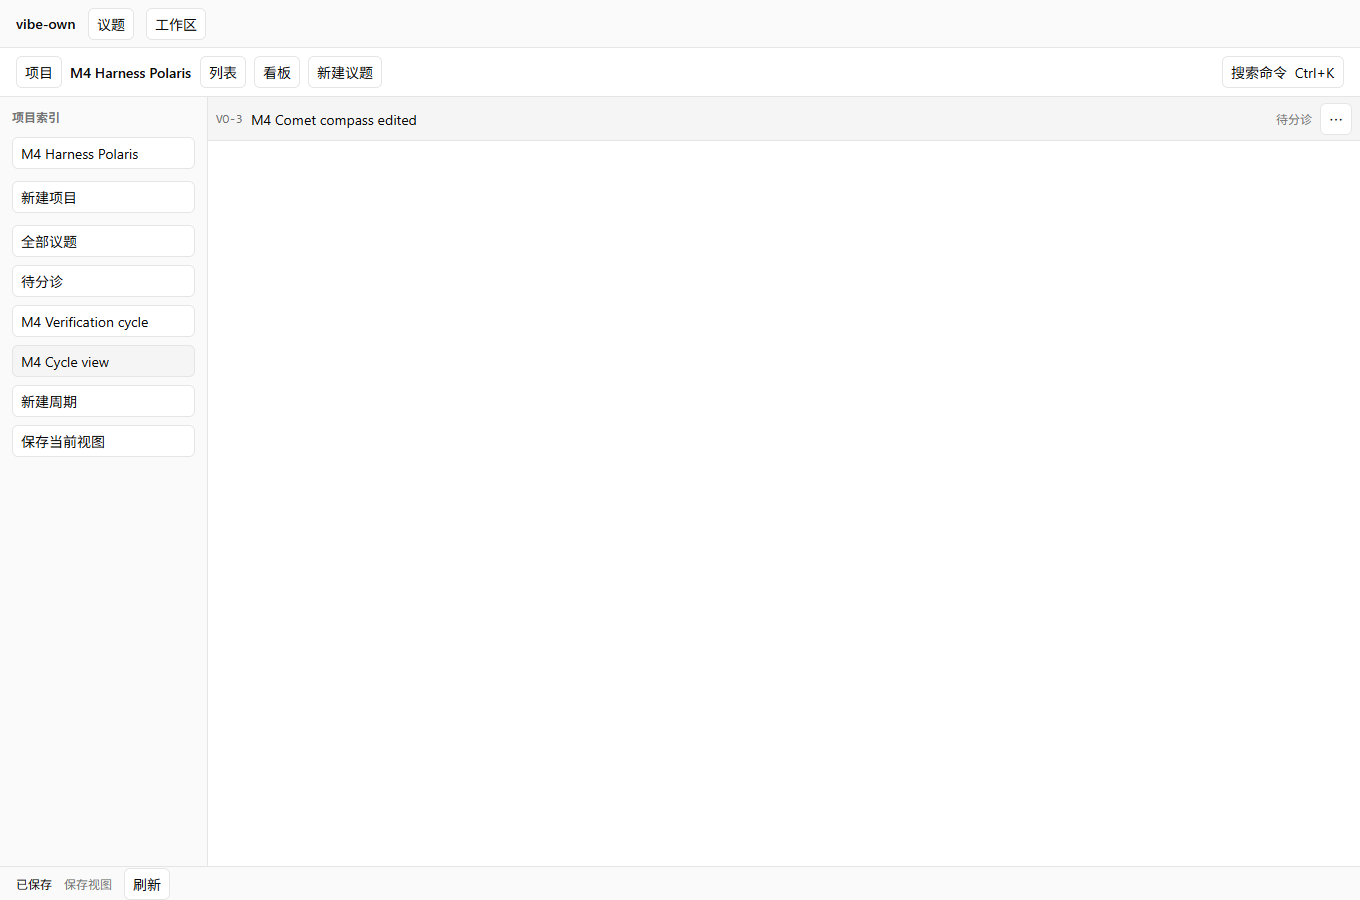 vibe-own 议题 工作区
项目 M4 Harness Polaris 列表 看板 新建议题 搜索命令 Ctrl+K
项目索引
M4 Harness Polaris
新建项目
全部议题
待分诊
M4 Verification cycle
M4 Cycle view
新建周期
保存当前视图
VO-3 M4 Comet compass edited 待分诊 ···
已保存 保存视图 刷新